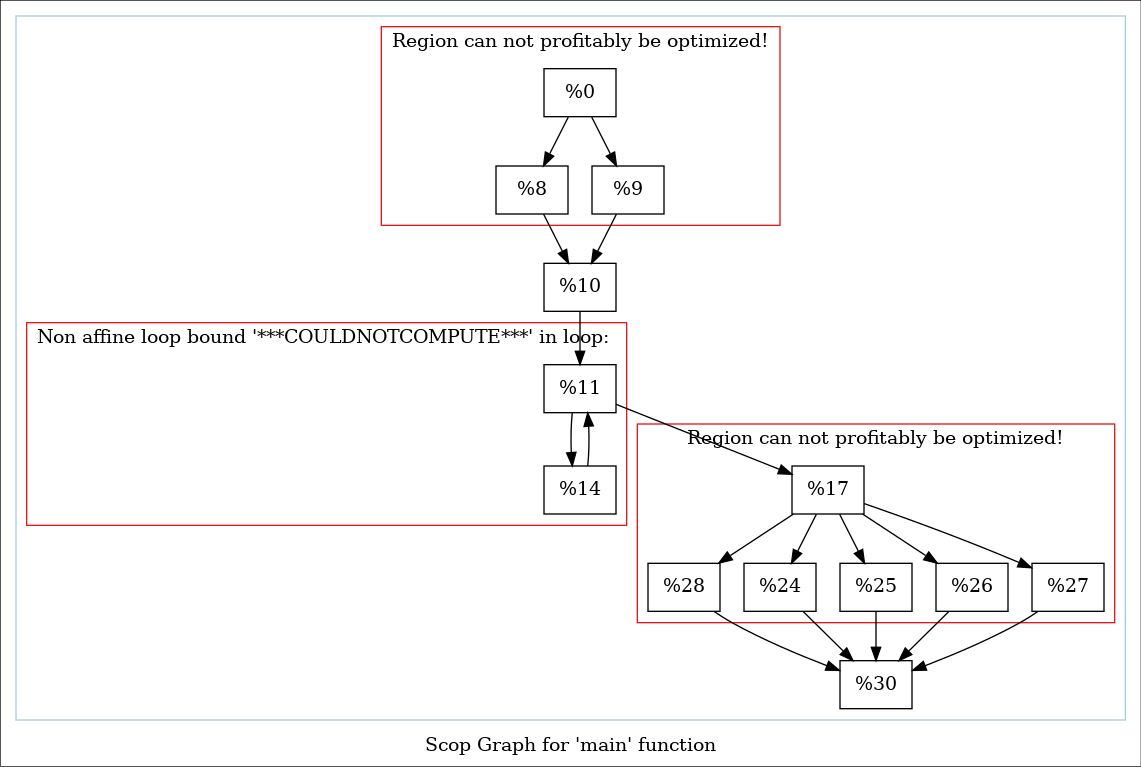 Region can not profitably be optimized!
%0
%8 %9
%10
Non affine loop bound '***COULDNOTCOMPUTE***' in loop:
%11
Region can not profitably be optimized!
%14 %17
%28 %24 %25 %26 %27
%30
Scop Graph for 'main' function